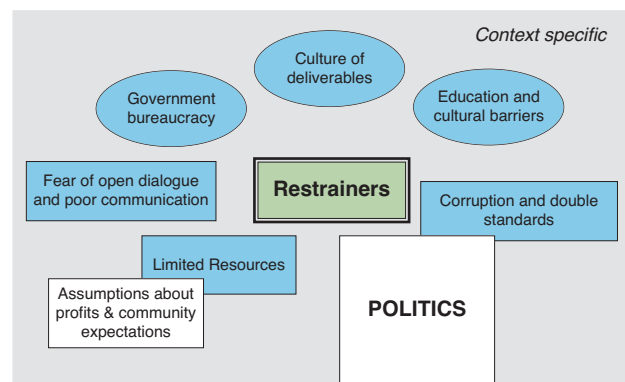 Context specific
Culture of
deliverables
Government
bureaucracy
Education and
cultural barriers
Fear of open dialogue
and poor communication
Restrainers
Corruption and double
standards
Limited Resources
Assumptions about
profits & community
expectations
POLITICS